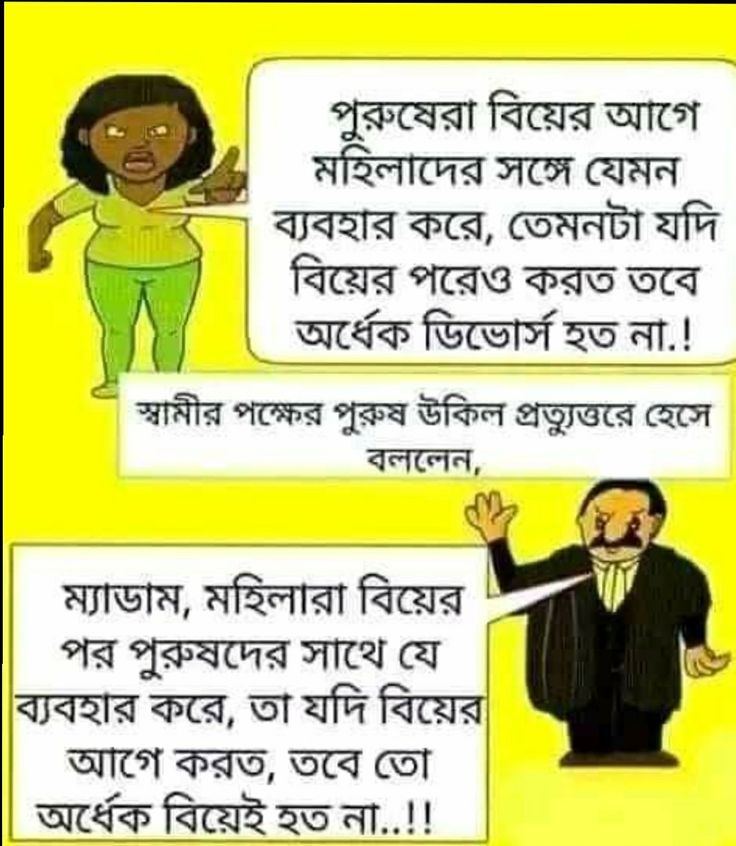 পুরুষেরা বিয়ের আগে
মহিলাদের সঙ্গে যেমন
ব্যবহার করে, তেমনটা যদি
বিয়ের পরেও করত তবে
অর্ধেক ডিভোর্স হত না.!
স্বামীর পক্ষের পুরুষ উকিল প্রত্যুত্তরে হেসে
বললেন,
ম্যাডাম, মহিলারা বিয়ের
পর পুরুষদের সাথে যে
ব্যবহার করে, তা যদি বিয়ের
আগে করত, তবে তো
অর্ধেক বিয়েই হত না..!!